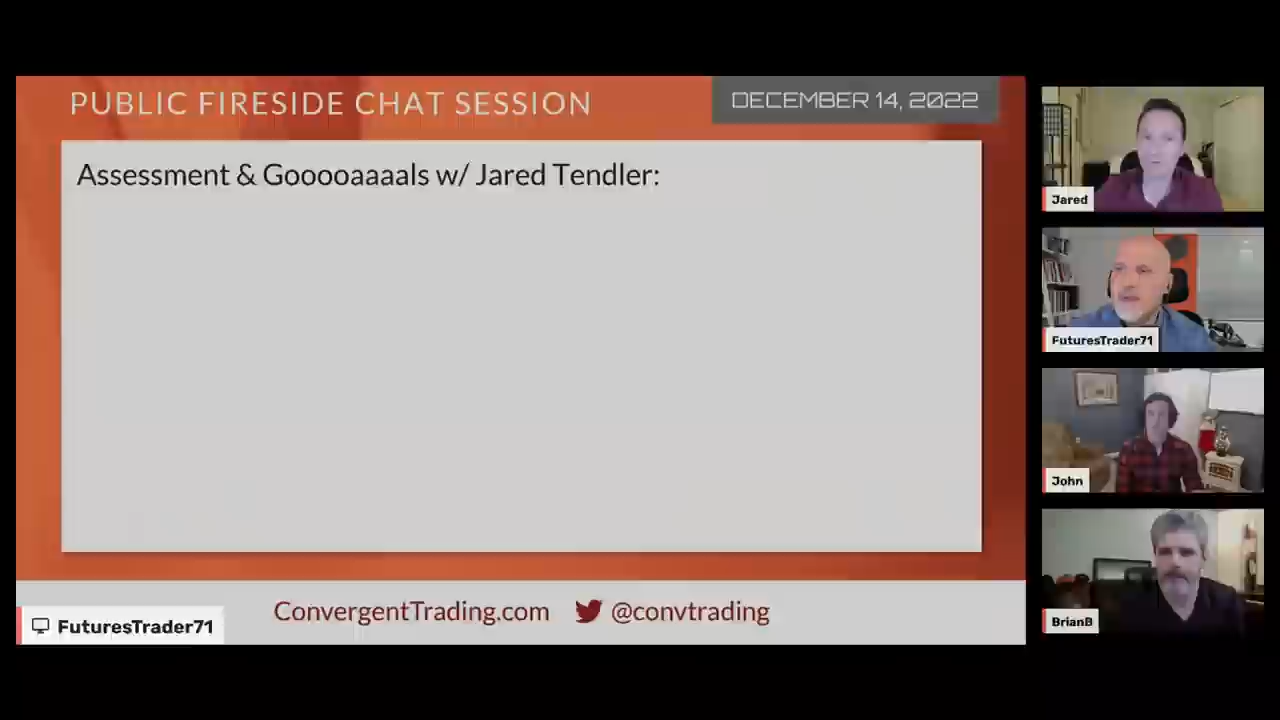 PUBLIC FIRESIDE CHAT SESSION
DECEMBER 14, 2022
Assessment & Gooooaaaals w/ Jared Tendler:
ConvergentTrading.com
@convtrading
FuturesTrader71
Jared
FuturesTrader71
John
BrianB